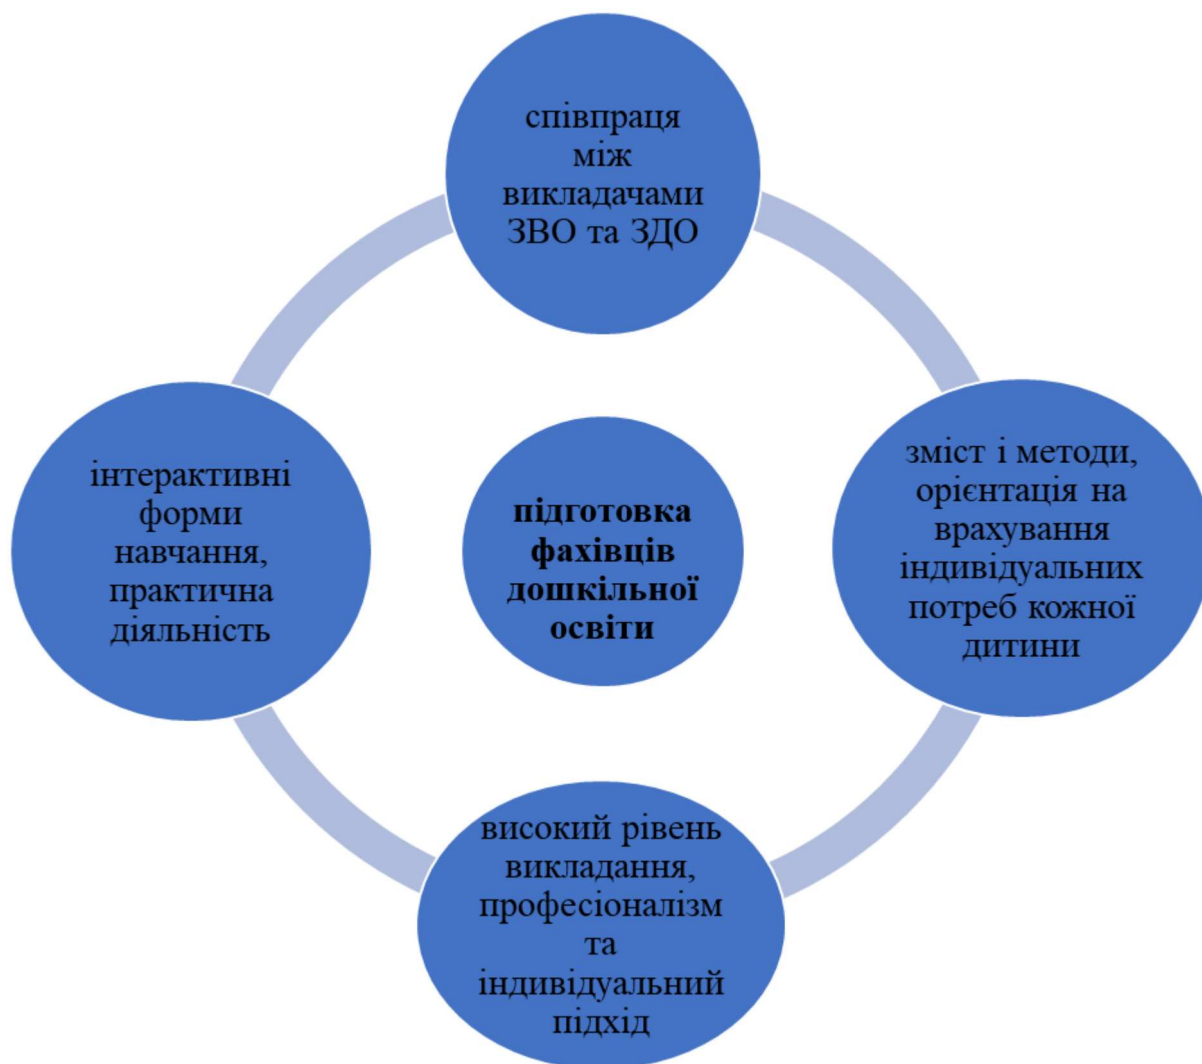 співпраця
між
викладачами
ЗВО та ЗДО
інтерактивні
форми
навчання,
практична
діяльність
підготовка
фахівців
дошкільної
освіти
зміст і методи,
орієнтація на
врахування
індивідуальних
потреб кожної
дитини
високий рівень
викладання,
професіоналізм
та
індивідуальний
підхід